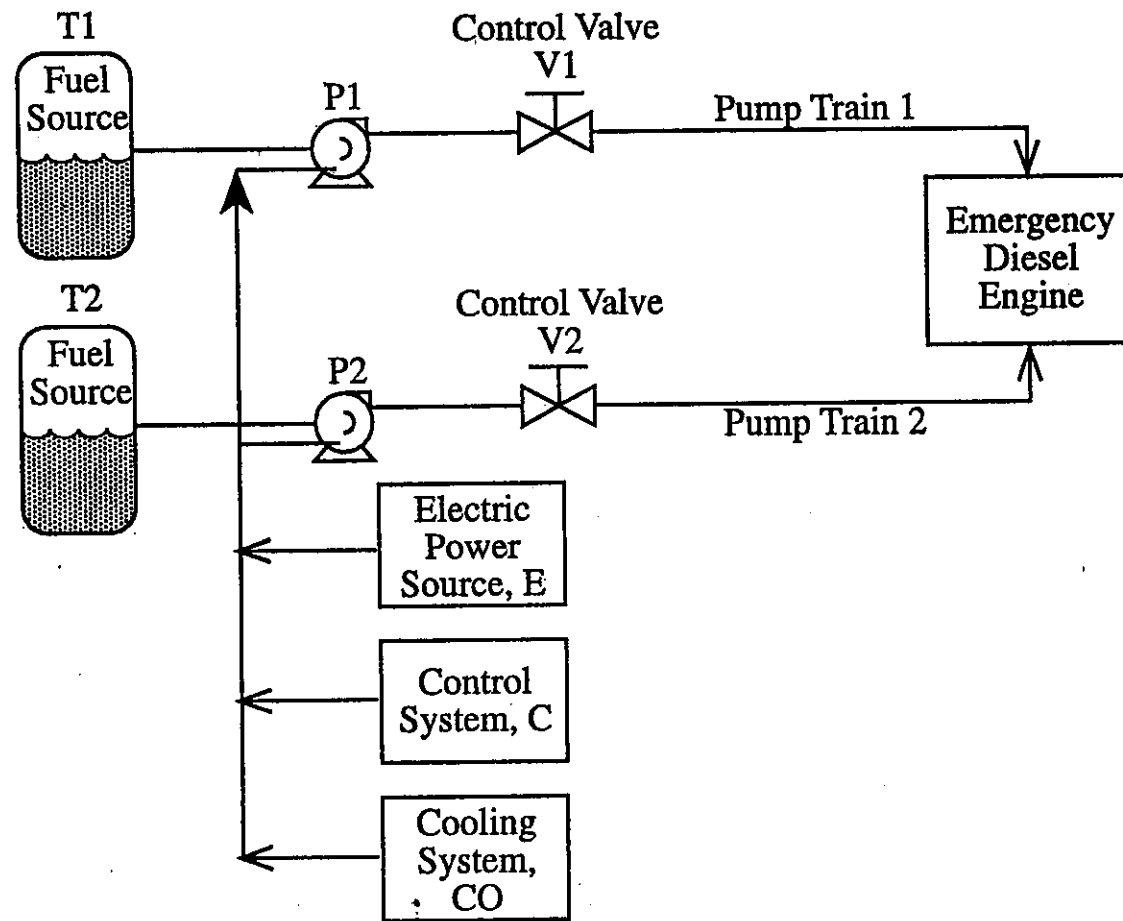 T1
Fuel
Source
P1
Control Valve
V1
Pump Train 1
Emergency
Diesel
Engine
T2
Fuel
Source
P2
Control Valve
V2
Pump Train 2
Electric
Power
Source, E
Control
System, C
Cooling
System,
CO